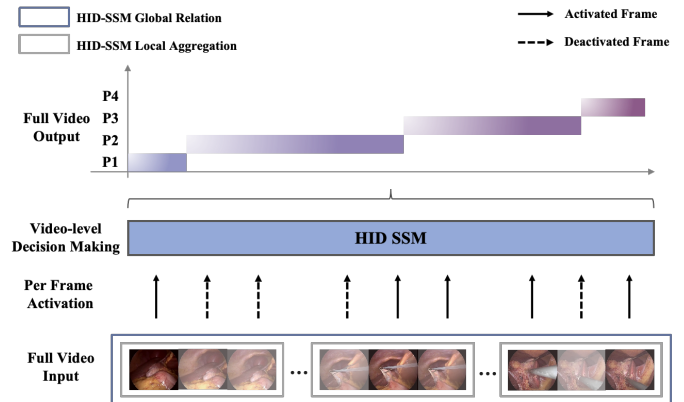 HID-SSM Global Relation
HID-SSM Local Aggregation
Activated Frame
Deactivated Frame
Full Video
Output
P4
P3
P2
P1
Video-level
Decision Making
HID SSM
Per Frame
Activation
Full Video
Input
...
...